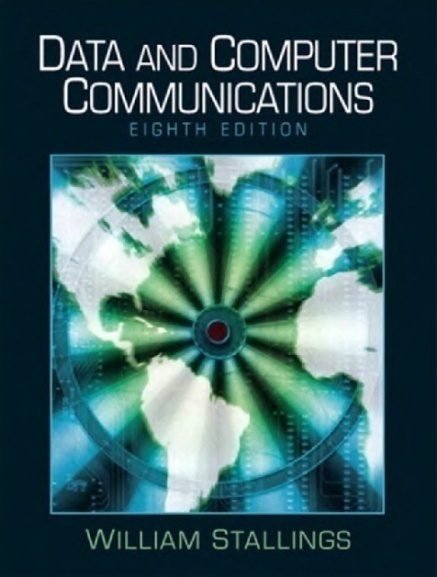 DATA AND COMPUTER
COMMUNICATIONS
EIGHTH EDITION
WILLIAM STALLINGS